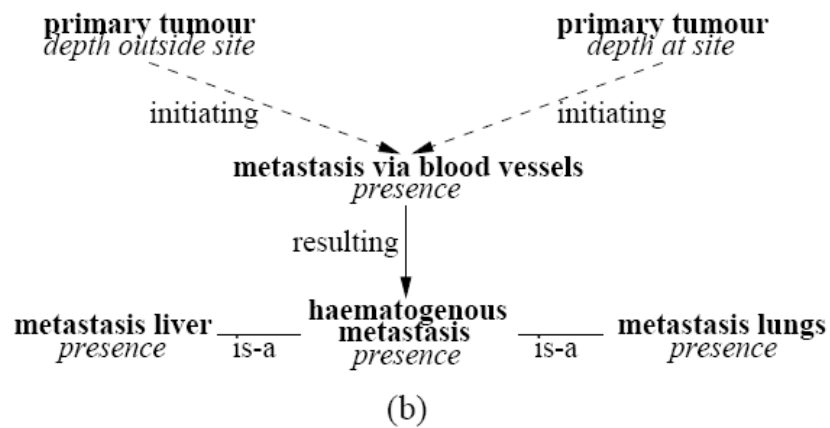 primary tumour
depth outside site
primary tumour
depth at site
initiating
initiating
metastasis via blood vessels
presence
resulting
metastasis liver
presence
is-a
haematogenous
metastasis
presence
is-a
metastasis lungs
presence
(b)